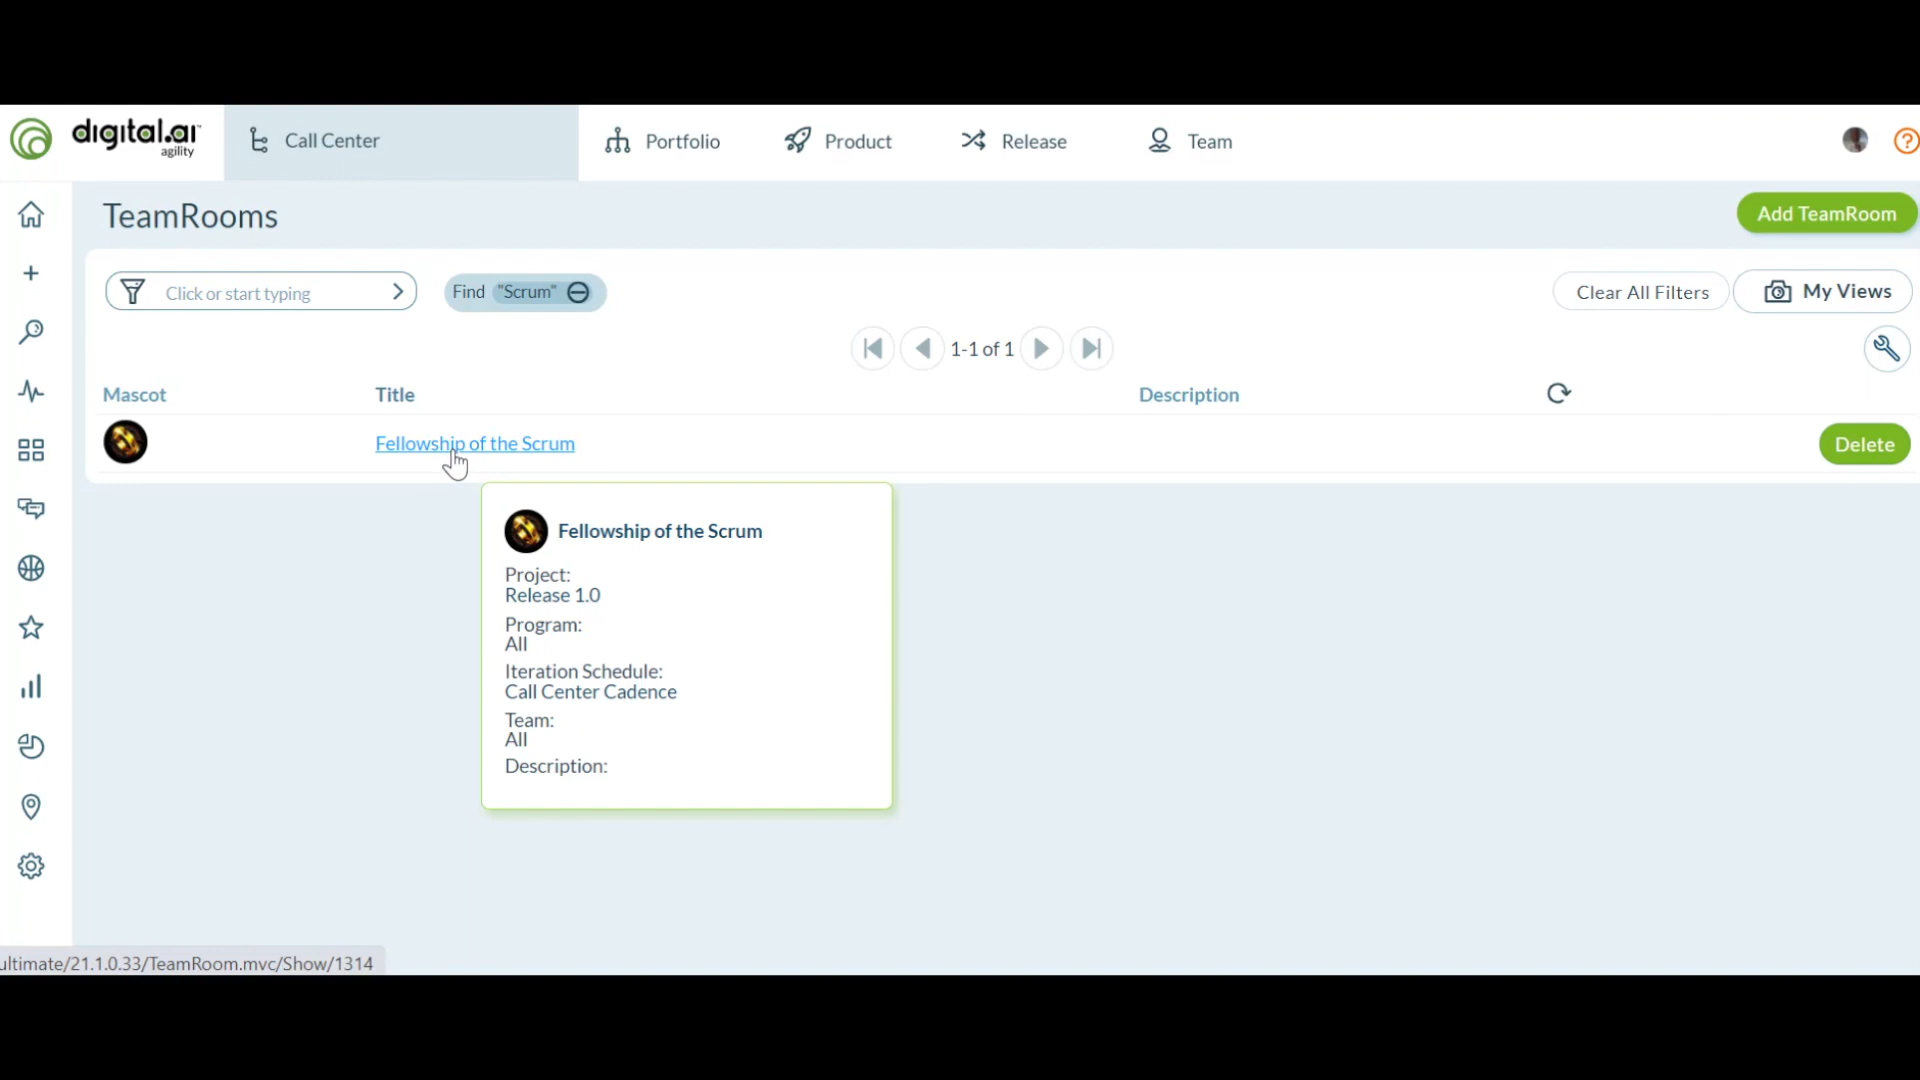 digital.ai
agility
Call Center
Portfolio
Product
Release
Team
?
TeamRooms
Add TeamRoom
Click or start typing
Find "Scrum"
Clear All Filters
My Views
1-1 of 1
Mascot
Title
Description
Fellowship of the Scrum
Delete
Fellowship of the Scrum
Project:
Release 1.0
Program:
All
Iteration Schedule:
Call Center Cadence
Team:
All
Description:
ultimate/21.1.0.33/TeamRoom.mvc/Show/1314